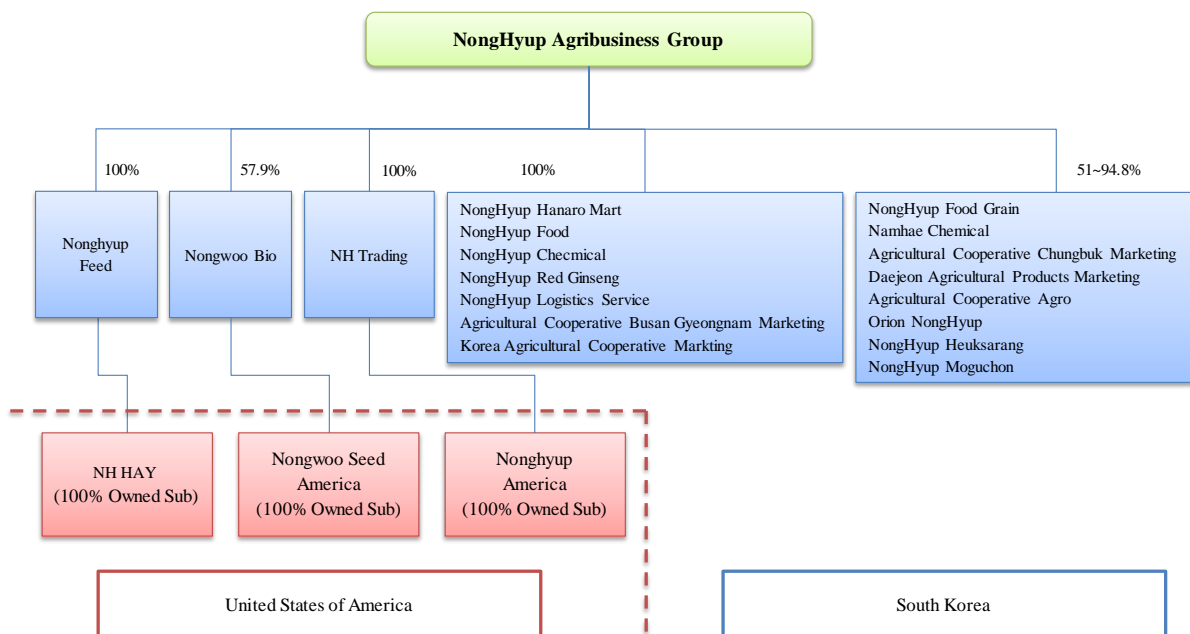 NongHyup Agribusiness Group
100%
57.9%
100%
100%
51~94.8%
Nonghyup
Feed
Nongwoo Bio
NH Trading
NongHyup Hanaro Mart
NongHyup Food
NongHyup Checmical
NongHyup Red Ginseng
NongHyup Logistics Service
Agricultural Cooperative Busan Gyeongnam Marketing
Korea Agricultural Cooperative Markting
NongHyup Food Grain
Namhae Chemical
Agricultural Cooperative Chungbuk Marketing
Daejeon Agricultural Products Marketing
Agricultural Cooperative Agro
Orion NongHyup
NongHyup Heuksarang
NongHyup Moguchon
NH HAY
(100% Owned Sub)
Nongwoo Seed
America
(100% Owned Sub)
Nonghyup
America
(100% Owned Sub)
United States of America
South Korea